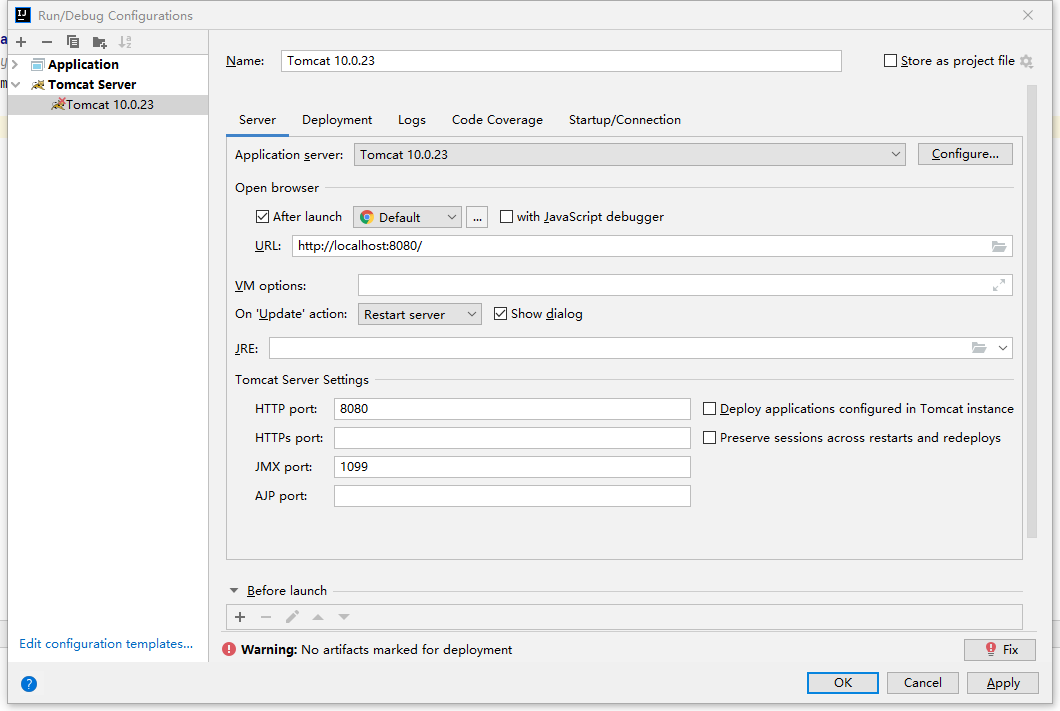 Run/Debug Configurations
Application
Tomcat Server
Tomcat 10.0.23
Edit configuration templates...
Name: Tomcat 10.0.23 Store as project file
Server Deployment Logs Code Coverage Startup/Connection
Application server: Tomcat 10.0.23 Configure...
Open browser
After launch Default ... with JavaScript debugger
URL: http://localhost:8080/
VM options:
On 'Update' action: Restart server Show dialog
JRE:
Tomcat Server Settings
HTTP port: 8080 Deploy applications configured in Tomcat instance
HTTPs port: Preserve sessions across restarts and redeploys
JMX port: 1099
AJP port:
Before launch
Warning: No artifacts marked for deployment Fix
? OK Cancel Apply